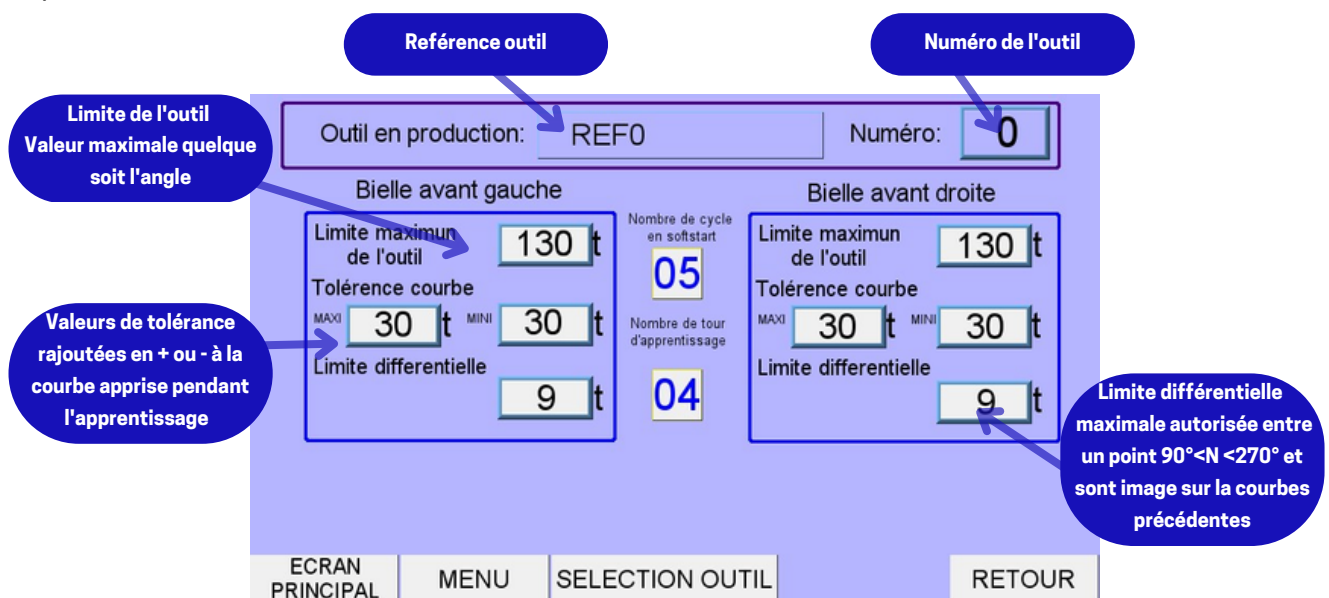 Reférence outil
Numéro de l'outil
Limite de l'outil
Valeur maximale quelque
soit l'angle
Outil en production:
REF0
Numéro:
0
Bielle avant gauche
Bielle avant droite
Limite maximun
de l'outil
130 t
Tolérence courbe
MAXI 30 t MINI 30 t
Limite differentielle
9 t
Nombre de cycle
en softstart
05
Nombre de tour
d'apprentissage
04
Limite maximun
de l'outil
130 t
Tolérence courbe
MAXI 30 t MINI 30 t
Limite differentielle
9 t
Valeurs de tolérance
rajoutées en + ou - à la
courbe apprise pendant
l'apprentissage
Limite différentielle
maximale autorisée entre
un point 90°<N <270° et
sont image sur la courbes
précédentes
ECRAN
PRINCIPAL
MENU
SELECTION OUTIL
RETOUR